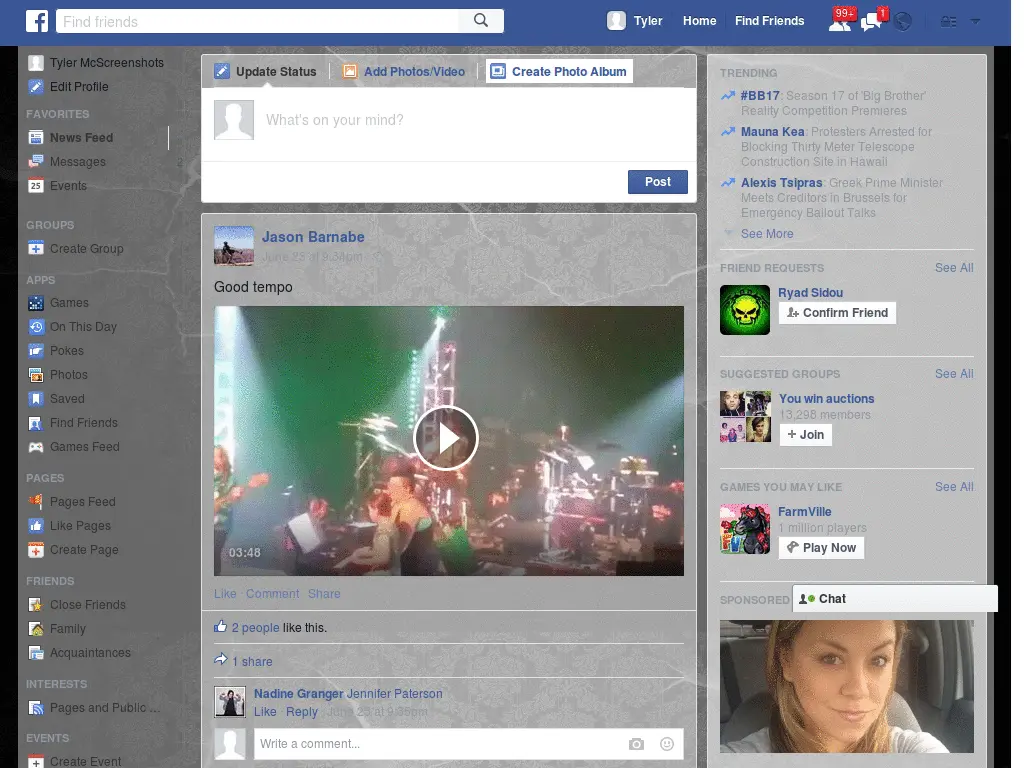 f
Find friends
Tyler
Home
Find Friends
99+
1
Tyler McScreenshots
Edit Profile
FAVORITES
News Feed
Messages
2
25
Events
GROUPS
Create Group
APPS
Games
On This Day
Pokes
Photos
Saved
Find Friends
Games Feed
PAGES
Pages Feed
Like Pages
Create Page
FRIENDS
Close Friends
Family
Acquaintances
INTERESTS
Pages and Public ...
EVENTS
Create Event
Update Status
Add Photos/Video
Create Photo Album
What's on your mind?
Post
Jason Barnabe
June 23 at 9:34pm
Good tempo
03:48
Like · Comment · Share
2 people like this.
1 share
Nadine Granger Jennifer Paterson
Like · Reply · June 23 at 9:35pm
Write a comment...
TRENDING
#BB17: Season 17 of 'Big Brother'
Reality Competition Premieres
Mauna Kea: Protesters Arrested for
Blocking Thirty Meter Telescope
Construction Site in Hawaii
Alexis Tsipras: Greek Prime Minister
Meets Creditors in Brussels for
Emergency Bailout Talks
See More
FRIEND REQUESTS
See All
Ryad Sidou
Confirm Friend
SUGGESTED GROUPS
See All
You win auctions
13,298 members
+ Join
GAMES YOU MAY LIKE
See All
FarmVille
1 million players
Play Now
SPONSORED
Chat